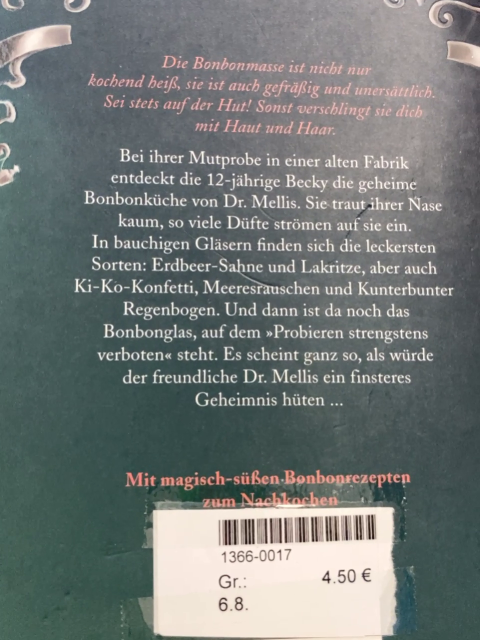 Die Bonbonmasse ist nicht nur
kochend heiß, sie ist auch gefräßig und unersättlich.
Sei stets auf der Hut! Sonst verschlingt sie dich
mit Haut und Haar.
Bei ihrer Mutprobe in einer alten Fabrik
entdeckt die 12-jährige Becky die geheime
Bonbonküche von Dr. Mellis. Sie traut ihrer Nase
kaum, so viele Düfte strömen auf sie ein.
In bauchigen Gläsern finden sich die leckersten
Sorten: Erdbeer-Sahne und Lakritze, aber auch
Ki-Ko-Konfetti, Meeresrauschen und Kunterbunter
Regenbogen. Und dann ist da noch das
Bonbonglas, auf dem »Probieren strengstens
verboten« steht. Es scheint ganz so, als würde
der freundliche Dr. Mellis ein finsteres
Geheimnis hüten ...
Mit magisch-süßen Bonbonrezepten
zum Nachkochen
1366-0017
Gr.: 4.50 €
6.8.